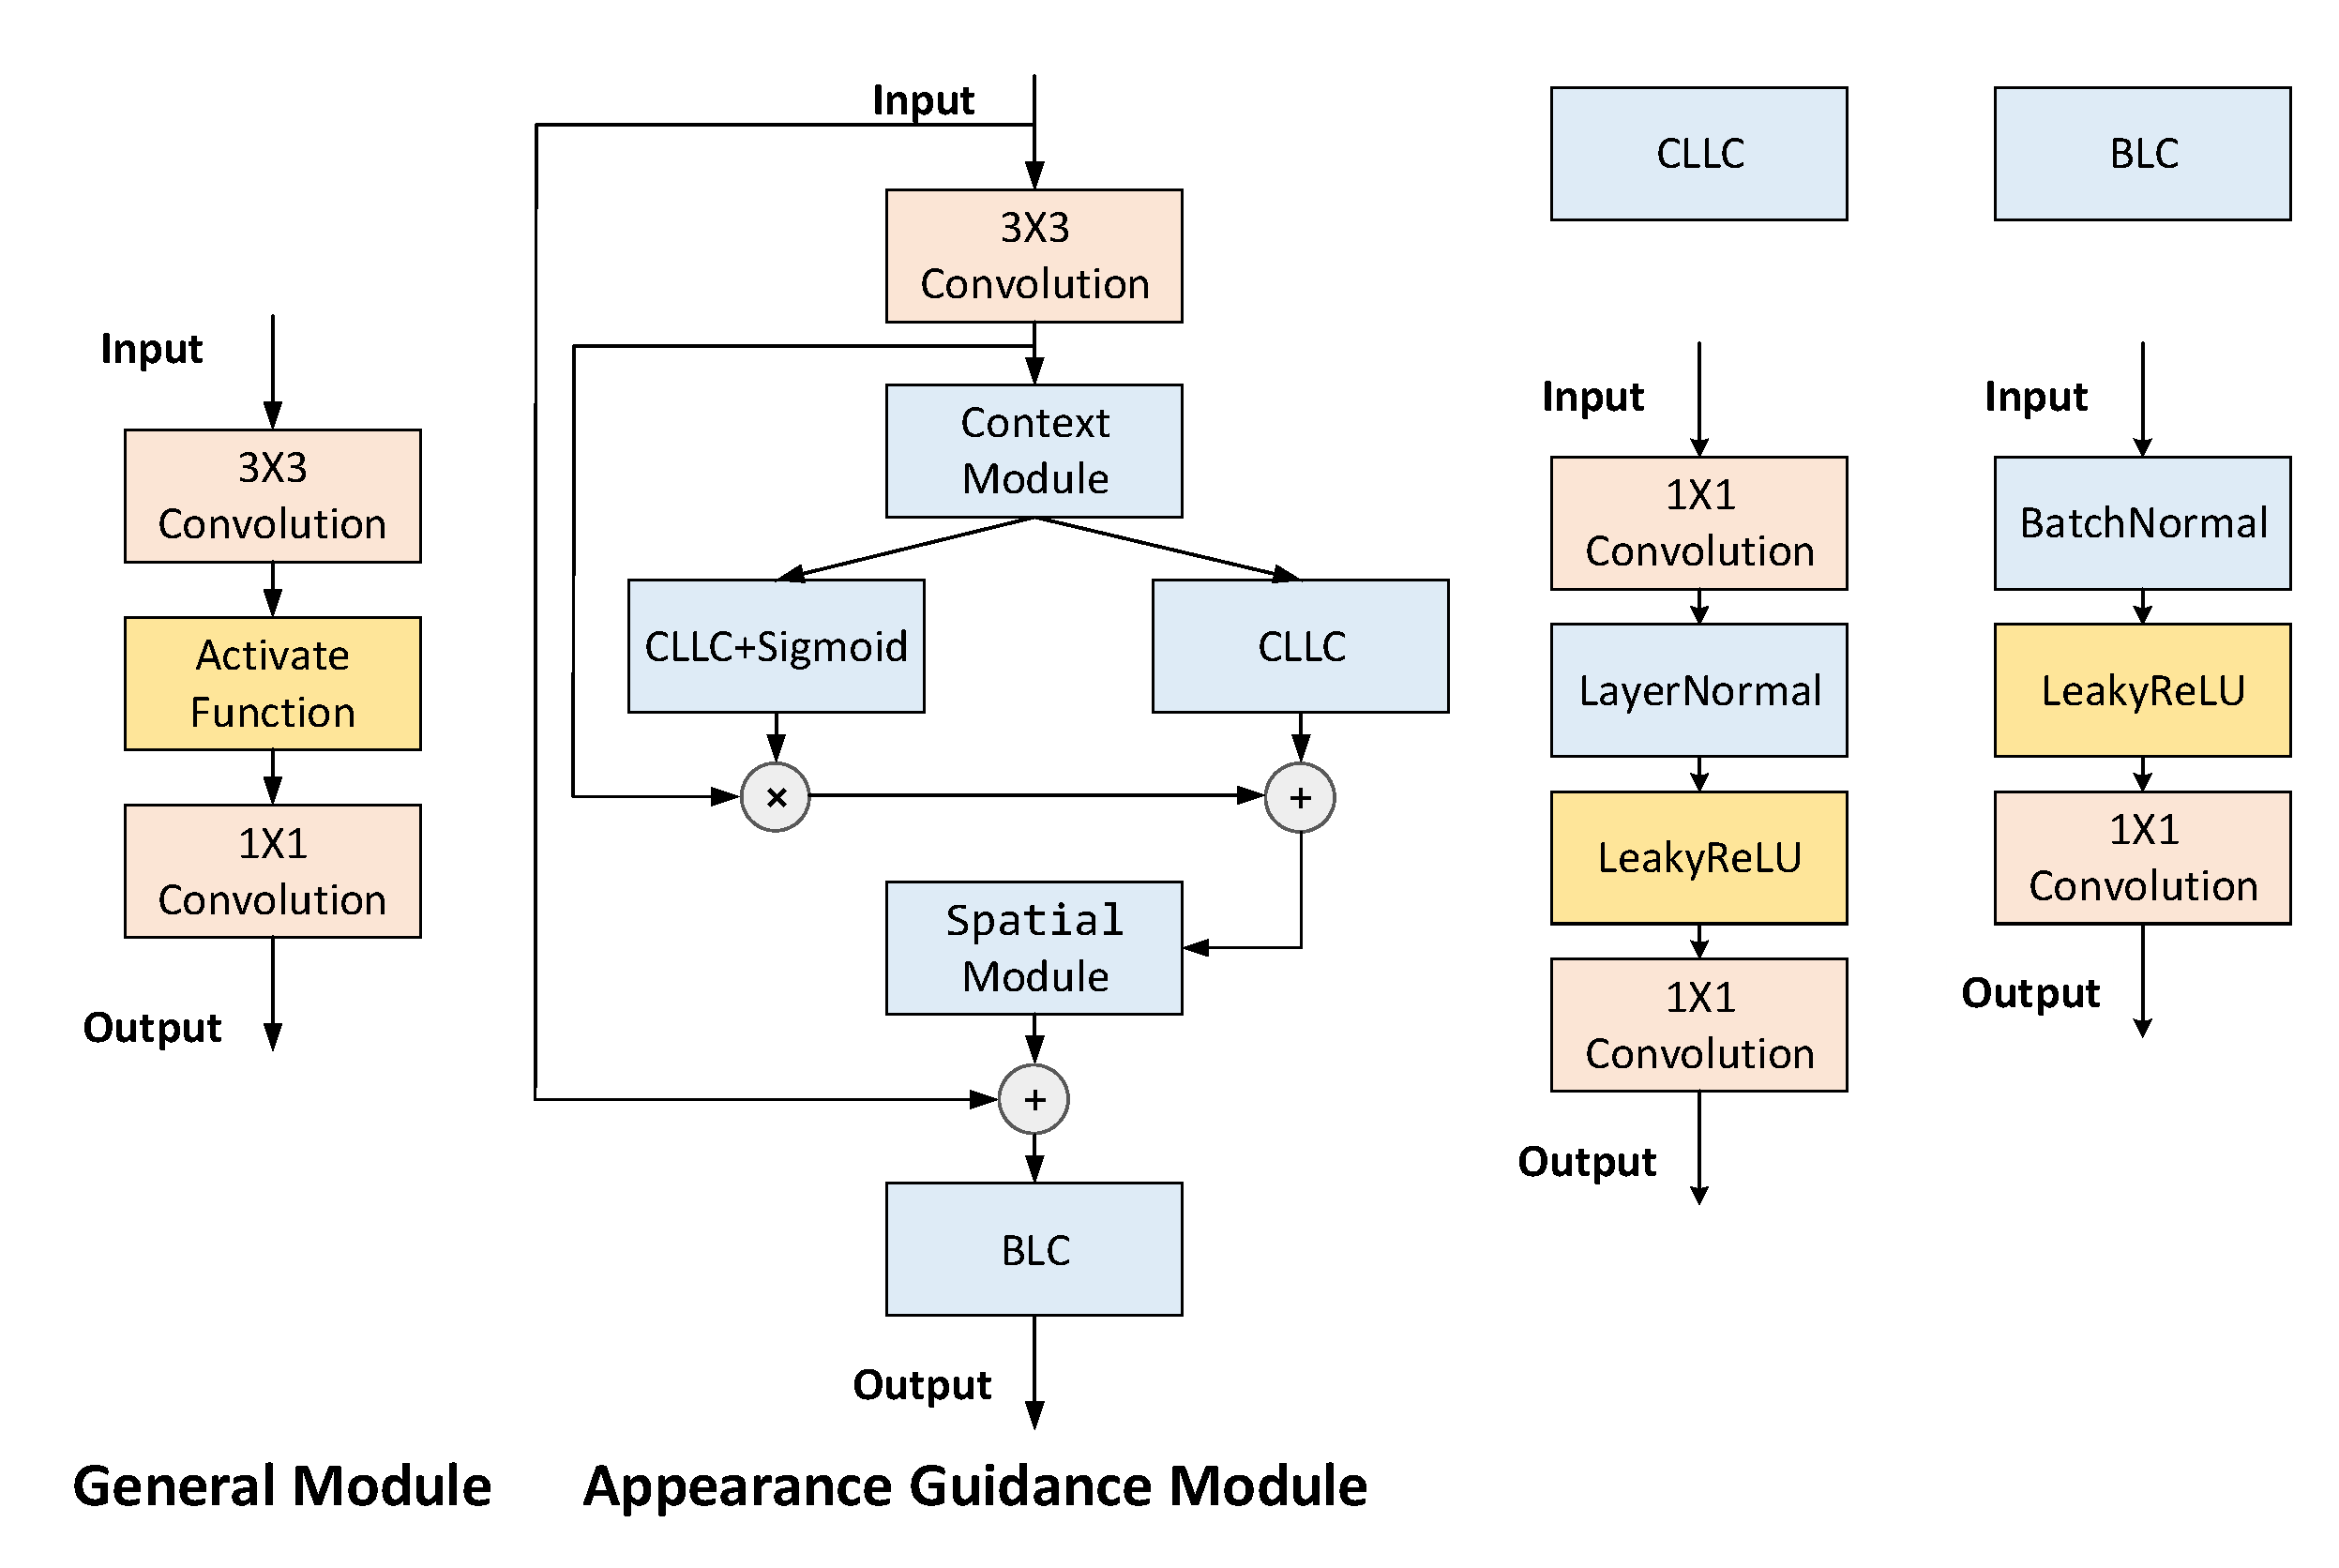 Input
3X3
Convolution
Activate
Function
1X1
Convolution
Output
General Module
Input
3X3
Convolution
Context
Module
CLLC+Sigmoid
CLLC
×
+
Spatial
Module
+
BLC
Output
Appearance Guidance Module
CLLC
Input
1X1
Convolution
LayerNormal
LeakyReLU
1X1
Convolution
Output
BLC
Input
BatchNormal
LeakyReLU
1X1
Convolution
Output